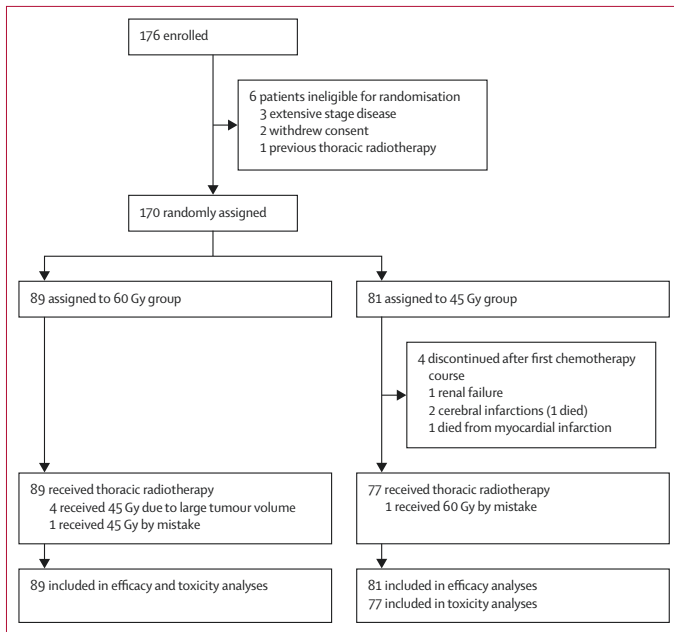 176 enrolled
6 patients ineligible for randomisation
3 extensive stage disease
2 withdrew consent
1 previous thoracic radiotherapy
170 randomly assigned
89 assigned to 60 Gy group
81 assigned to 45 Gy group
4 discontinued after first chemotherapy
course
1 renal failure
2 cerebral infarctions (1 died)
1 died from myocardial infarction
89 received thoracic radiotherapy
4 received 45 Gy due to large tumour volume
1 received 45 Gy by mistake
77 received thoracic radiotherapy
1 received 60 Gy by mistake
89 included in efficacy and toxicity analyses
81 included in efficacy analyses
77 included in toxicity analyses